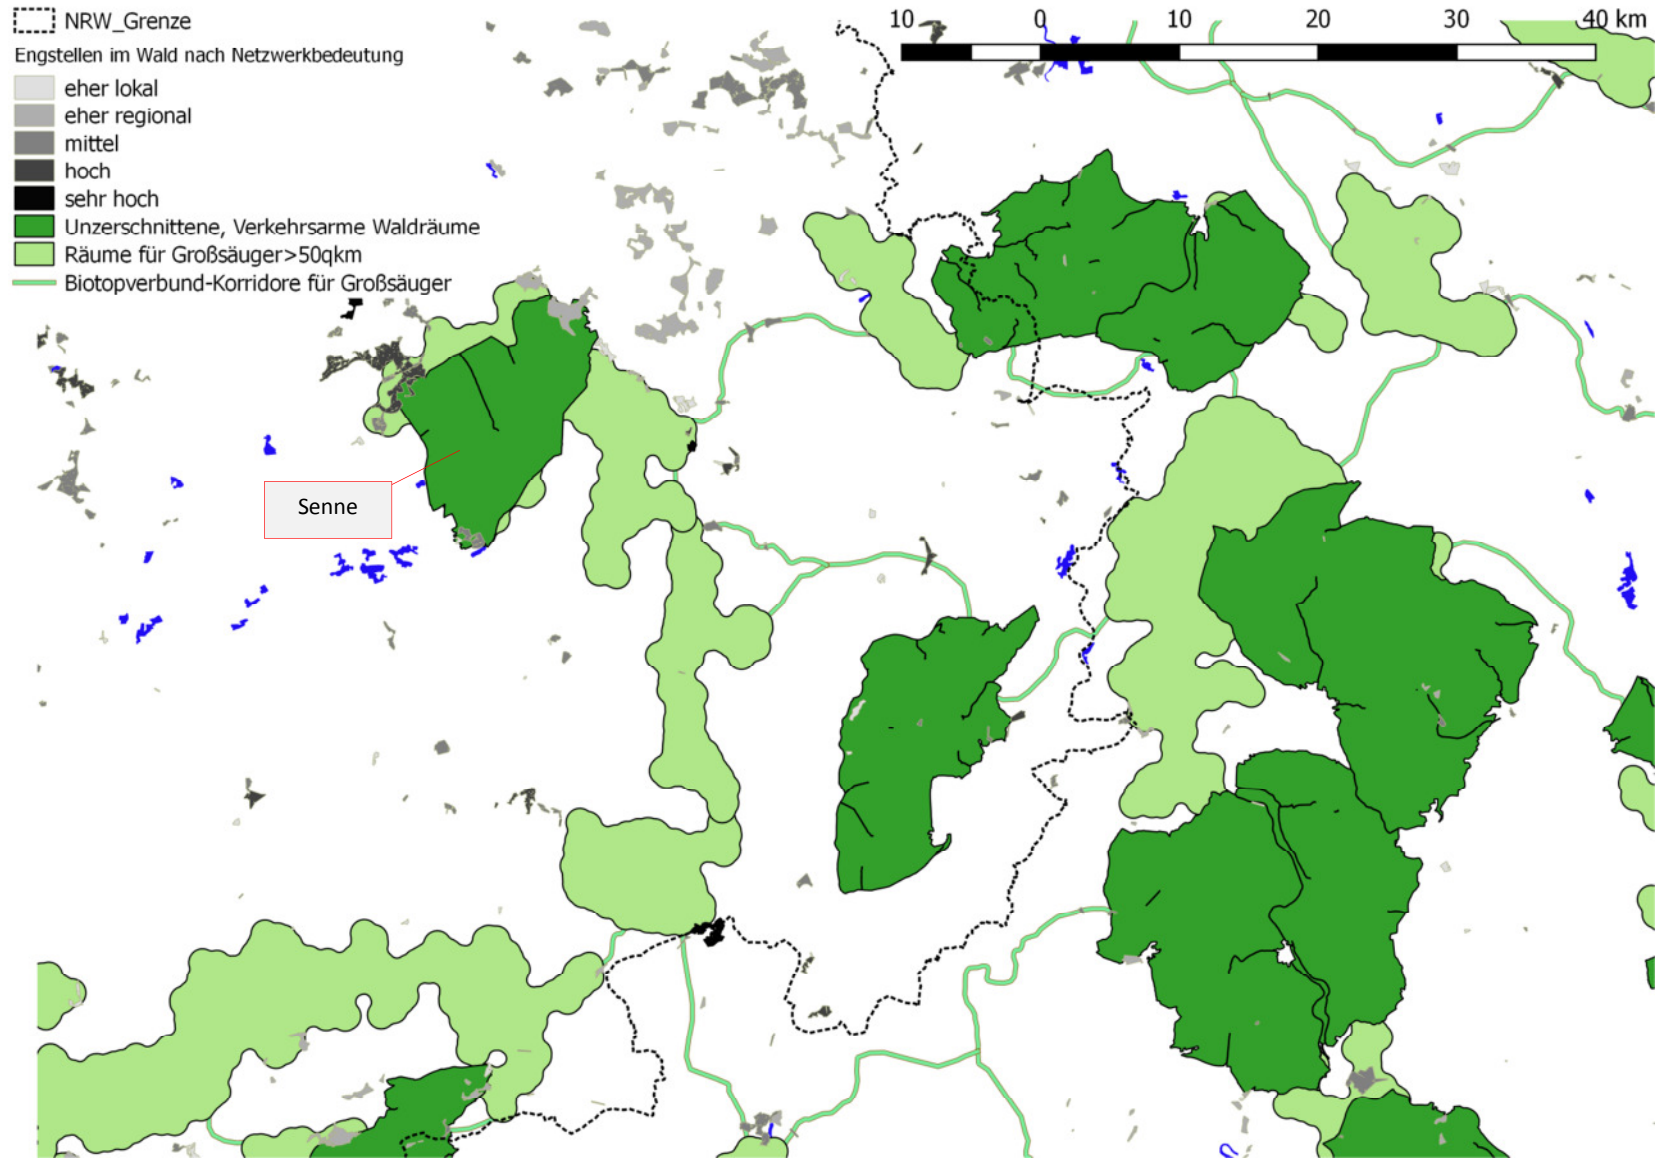 NRW_Grenze
Engstellen im Wald nach Netzwerkbedeutung
eher lokal
eher regional
mittel
hoch
sehr hoch
Unzerschnittene, Verkehrsarme Waldräume
Räume für Großsäuger>50qkm
Biotopverbund-Korridore für Großsäuger
10 0 10 20 30 40 km
Senne